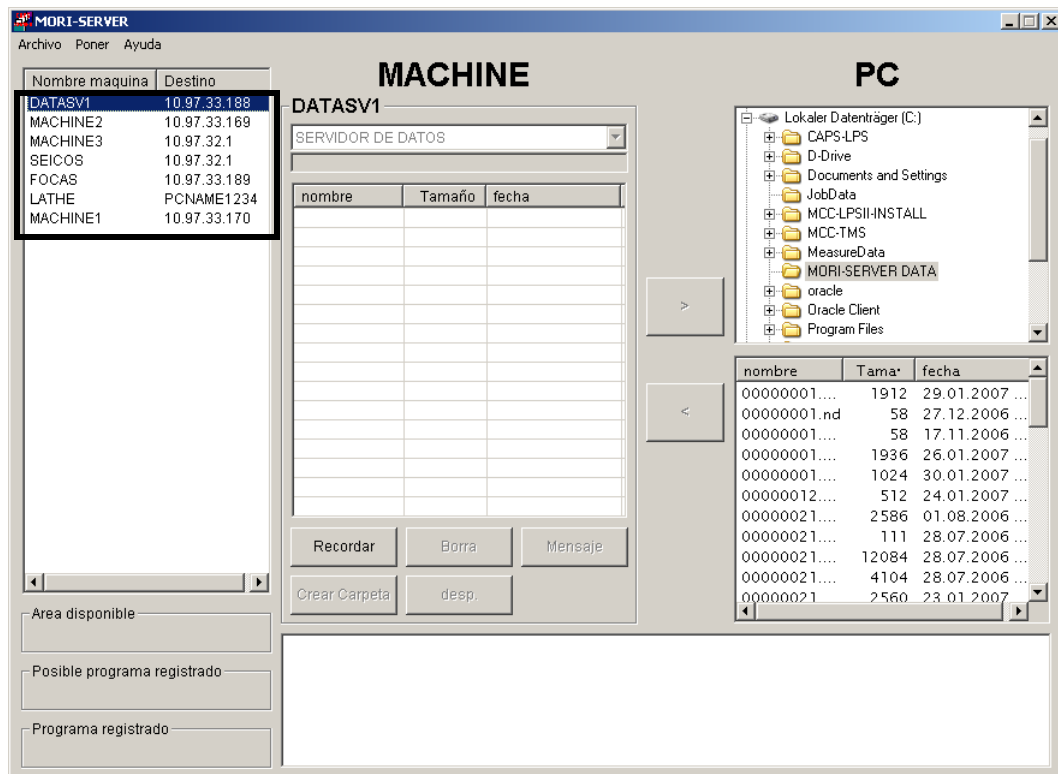 MORI-SERVER
Archivo Poner Ayuda
MACHINE
PC
Nombre maquina Destino
DATASV1 10.97.33.188
MACHINE2 10.97.33.169
MACHINE3 10.97.32.1
SEICOS 10.97.32.1
FOCAS 10.97.33.189
LATHE PCNAME1234
MACHINE1 10.97.33.170
DATASV1
SERVIDOR DE DATOS
nombre Tamaño fecha
Recordar Borra Mensaje
Crear Carpeta desp.
>
<
Lokaler Datenträger (C:)
CAPS-LPS
D-Drive
Documents and Settings
JobData
MCC-LPSII-INSTALL
MCC-TMS
MeasureData
MORI-SERVER DATA
oracle
Oracle Client
Program Files
nombre Tama fecha
00000001.... 1912 29.01.2007 ...
00000001.nd 58 27.12.2006 ...
00000001.... 58 17.11.2006 ...
00000001.... 1936 26.01.2007 ...
00000001.... 1024 30.01.2007 ...
00000012.... 512 24.01.2007 ...
00000021.... 2586 01.08.2006 ...
00000021.... 111 28.07.2006 ...
00000021.... 12084 28.07.2006 ...
00000021.... 4104 28.07.2006 ...
00000021 2560 23.01.2007
Area disponible
Posible programa registrado
Programa registrado